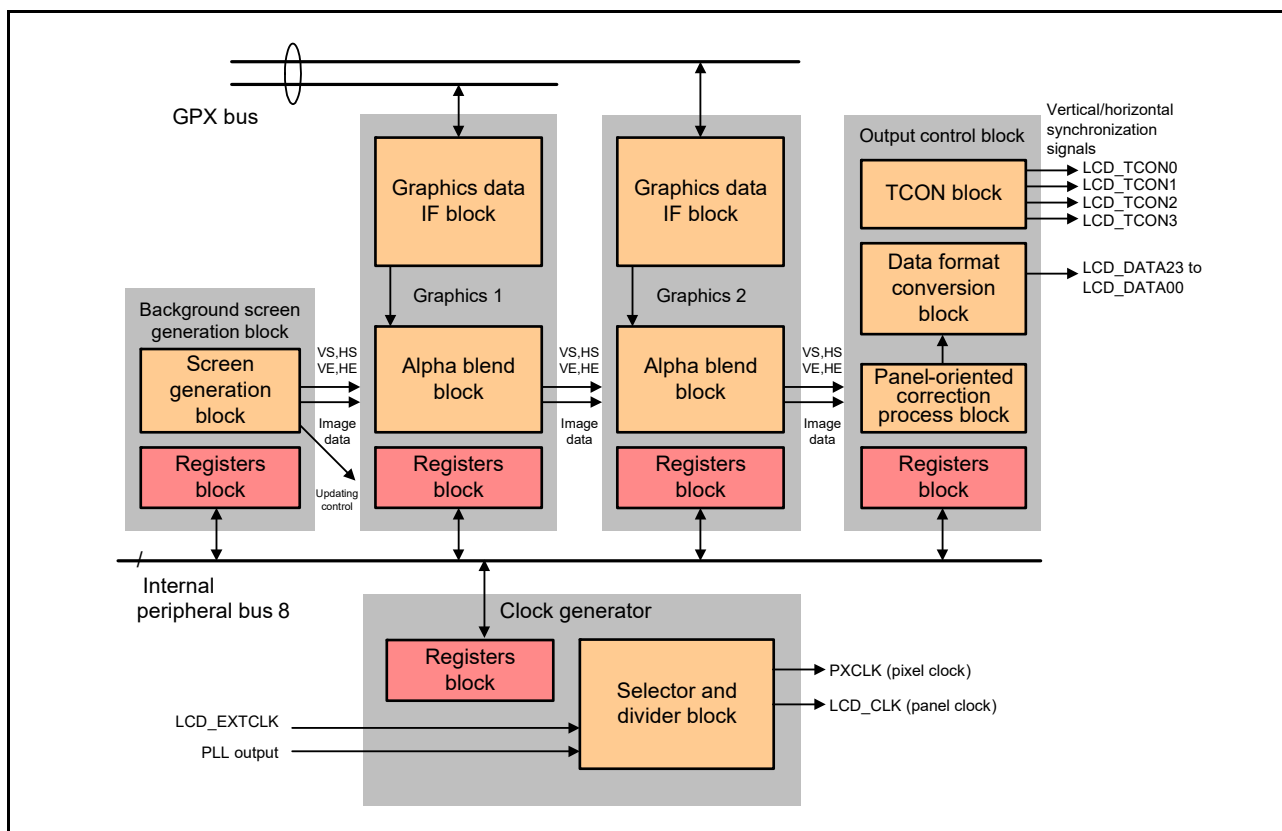 GPX bus
Graphics data
IF block
Graphics 1
Alpha blend
block
Registers
block
Graphics data
IF block
Graphics 2
Alpha blend
block
Registers
block
Output control block
TCON block
Data format
conversion
block
Panel-oriented
correction
process block
Registers
block
Vertical/horizontal
synchronization
signals
LCD_TCON0
LCD_TCON1
LCD_TCON2
LCD_TCON3
LCD_DATA23 to
LCD_DATA00
Background screen
generation block
Screen
generation
block
Registers
block
VS,HS
VE,HE
Image
data
Updating
control
VS,HS
VE,HE
Image
data
VS,HS
VE,HE
Image
data
Internal
peripheral bus 8
Clock generator
Registers
block
Selector and
divider block
LCD_EXTCLK
PLL output
PXCLK (pixel clock)
LCD_CLK (panel clock)